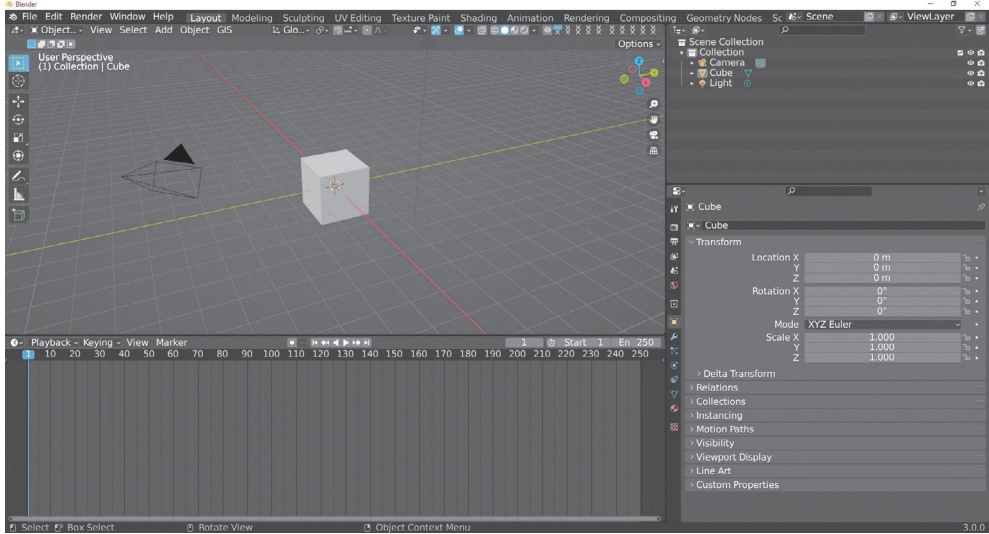 Blender
File Edit Render Window Help Layout Modeling Sculpting UV Editing Texture Paint Shading Animation Rendering Compositing Geometry Nodes Sc Scene ViewLayer
Object... View Select Add Object GIS Glo...
Options
User Perspective
(1) Collection | Cube
Z
Y
X
Scene Collection
Collection
Camera
Cube
Light
Cube
Cube
Transform
Location X 0 m
Y 0 m
Z 0 m
Rotation X 0°
Y 0°
Z 0°
Mode XYZ Euler
Scale X 1.000
Y 1.000
Z 1.000
Delta Transform
Relations
Collections
Instancing
Motion Paths
Visibility
Viewport Display
Line Art
Custom Properties
Playback Keying View Marker 1 Start 1 En 250
1 10 20 30 40 50 60 70 80 90 100 110 120 130 140 150 160 170 180 190 200 210 220 230 240 250
Select Box Select Rotate View Object Context Menu 3.0.0